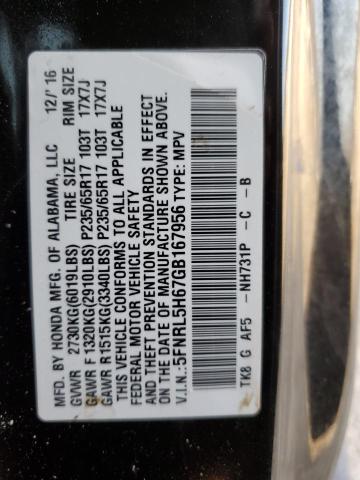 MFD. BY HONDA MFG. OF ALABAMA, LLC 12/' 16
GVWR 2730KG(6019LBS) TIRE SIZE RIM SIZE
GAWR F 1320KG(2910LBS) P235/65R17 103T 17X7J
GAWR R 1515KG(3340LBS) P235/65R17 103T 17X7J
THIS VEHICLE CONFORMS TO ALL APPLICABLE
FEDERAL MOTOR VEHICLE SAFETY
AND THEFT PREVENTION STANDARDS IN EFFECT
ON THE DATE OF MANUFACTURE SHOWN ABOVE.
V.I.N.:5FNRL5H67GB167956 TYPE: MPV
TK8 G AF5 -NH731P -C -B